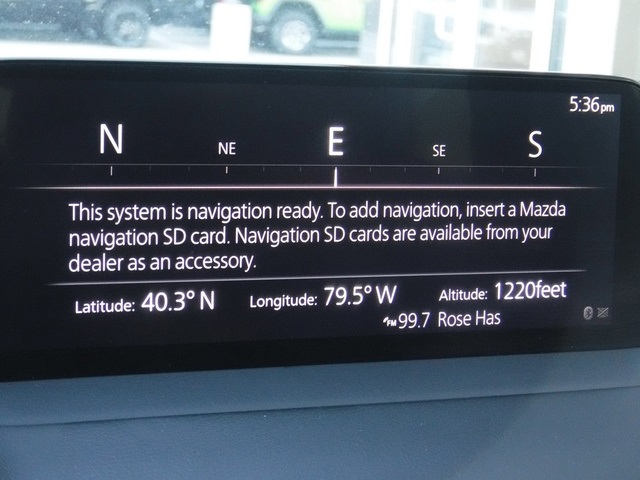 5:36pm
N NE E SE S
This system is navigation ready. To add navigation, insert a Mazda
navigation SD card. Navigation SD cards are available from your
dealer as an accessory.
Latitude: 40.3° N Longitude: 79.5° W Altitude: 1220feet
FM 99.7 Rose Has